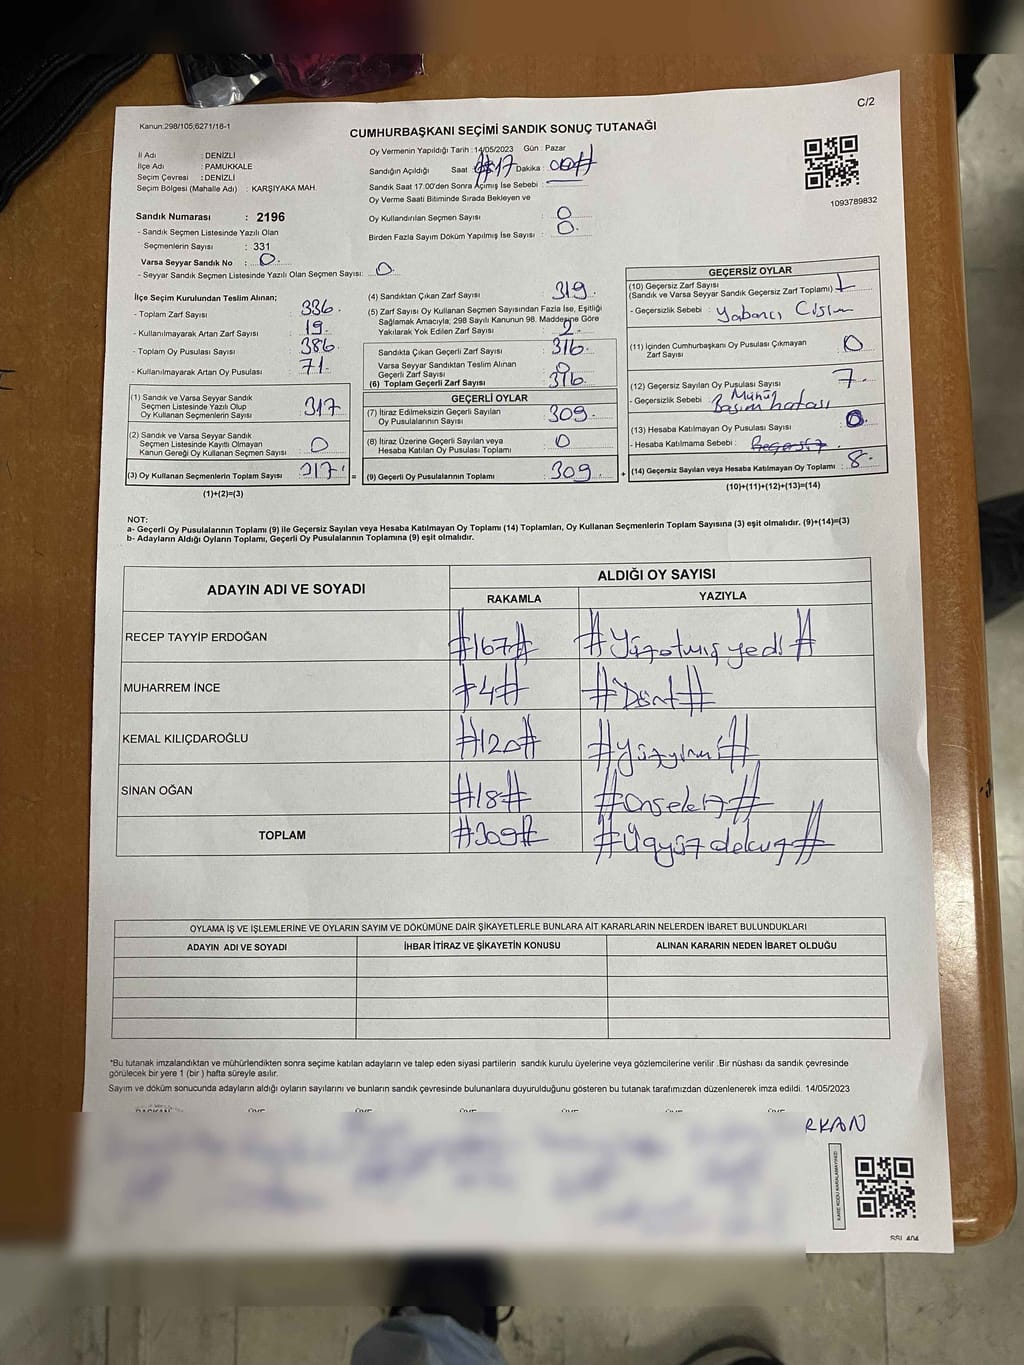 C/2
Kanun:298/105;6271/16-1
CUMHURBAŞKANI SEÇİMİ SANDIK SONUÇ TUTANAĞI
İl Adı : DENİZLİ
İlçe Adı : PAMUKKALE
Seçim Çevresi : DENİZLİ
Seçim Bölgesi (Mahalle Adı) : KARŞIYAKA MAH.
Sandık Numarası : 2196
- Sandık Seçmen Listesinde Yazılı Olan
Seçmenlerin Sayısı : 331
Varsa Seyyar Sandık No : 0.
- Seyyar Sandık Seçmen Listesinde Yazılı Olan Seçmen Sayısı: 0.
Oy Vermenin Yapıldığı Tarih : 14/05/2023 Gün : Pazar
Sandığın Açıldığı Saat #17 Dakika : 00#
Sandık Saat 17.00'den Sonra Açımış İse Sebebi :
Oy Verme Saati Bitiminde Sırada Bekleyen ve
Oy Kullandırılan Seçmen Sayısı : 0
Birden Fazla Sayım Döküm Yapılmış İse Sayısı : 0.
1093789832
İlçe Seçim Kurulundan Teslim Alınan;
- Toplam Zarf Sayısı : 336.
- Kullanılmayarak Artan Zarf Sayısı : 19.
- Toplam Oy Pusulası Sayısı : 386
- Kullanılmayarak Artan Oy Pusulası : 71.
(1) Sandık ve Varsa Seyyar Sandık
Seçmen Listesinde Yazılı Olup
Oy Kullanan Seçmenlerin Sayısı : 317
(2) Sandık ve Varsa Seyyar Sandık
Seçmen Listesinde Kayıtlı Olmayan
Kanun Gereği Oy Kullanan Seçmen Sayısı : 0
(3) Oy Kullanan Seçmenlerin Toplam Sayısı : 317
(1)+(2)=(3)
(4) Sandıktan Çıkan Zarf Sayısı : 319.
(5) Zarf Sayısı Oy Kullanan Seçmen Sayısından Fazla İse, Eşitliği
Sağlamak Amacıyla, 298 Sayılı Kanunun 98. Maddesine Göre
Yakılarak Yok Edilen Zarf Sayısı : 2.
Sandıkta Çıkan Geçerli Zarf Sayısı : 316.
Varsa Seyyar Sandıktan Teslim Alınan
Geçerli Zarf Sayısı : 0
(6) Toplam Geçerli Zarf Sayısı : 316.
GEÇERLİ OYLAR
(7) İtiraz Edilmeksizin Geçerli Sayılan
Oy Pusulalarının Toplamı : 309.
(8) İtiraz Üzerine Geçerli Sayılan veya
Hesaba Katılan Oy Pusulası Toplamı : 0
= (9) Geçerli Oy Pusulalarının Toplamı : 309. +
GEÇERSİZ OYLAR
(10) Geçersiz Zarf Sayısı
(Sandık ve Varsa Seyyar Sandık Geçersiz Zarf Toplamı) : 1
- Geçersizlik Sebebi : Yabancı Cisim
(11) İçinden Cumhurbaşkanı Oy Pusulası Çıkmayan
Zarf Sayısı : 0
(12) Geçersiz Sayılan Oy Pusulası Sayısı : 7.
- Geçersizlik Sebebi : Mühür
Basım hatası
(13) Hesaba Katılmayan Oy Pusulası Sayısı : 0.
- Hesaba Katılmama Sebebi :
(14) Geçersiz Sayılan veya Hesaba Katılmayan Oy Toplamı : 8.
(10)+(11)+(12)+(13)=(14)
NOT:
a- Geçerli Oy Pusulalarının Toplamı (9) ile Geçersiz Sayılan veya Hesaba Katılmayan Oy Toplamı (14) Toplamları, Oy Kullanan Seçmenlerin Toplam Sayısına (3) eşit olmalıdır. (9)+(14)=(3)
b- Adayların Aldığı Oyların Toplamı, Geçerli Oy Pusulalarının Toplamına (9) eşit olmalıdır.
ADAYIN ADI VE SOYADI
ALDIĞI OY SAYISI
RAKAMLA YAZIYLA
RECEP TAYYİP ERDOĞAN #167# #Yüzatmış yedi#
MUHARREM İNCE #4# #Dört#
KEMAL KILIÇDAROĞLU #120# #Yüzyirmi#
SİNAN OĞAN #18# #Onsekiz#
TOPLAM #309# #Üçyüz dokuz#
OYLAMA İŞ VE İŞLEMLERİNE VE OYLARIN SAYIM VE DÖKÜMÜNE DAİR ŞİKAYETLERLE BUNLARA AİT KARARLARIN NELERDEN İBARET BULUNDUKLARI
ADAYIN ADI VE SOYADI İHBAR İTİRAZ VE ŞİKAYETİN KONUSU ALINAN KARARIN NEDEN İBARET OLDUĞU
*Bu tutanak imzalandıktan ve mühürlendikten sonra seçime katılan adayların ve talep eden siyasi partilerin sandık kurulu üyelerine veya gözlemcilerine verilir .Bir nüshası da sandık çevresinde
görülecek bir yere 1 (bir ) hafta süreyle asılır.
Sayım ve döküm sonucunda adayların aldığı oyların sayılarını ve bunların sandık çevresinde bulunanlara duyurulduğunu gösteren bu tutanak tarafımızdan düzenlenerek imza edildi. 14/05/2023
RKAN
KARE KODU KARALAMAYINIZ!